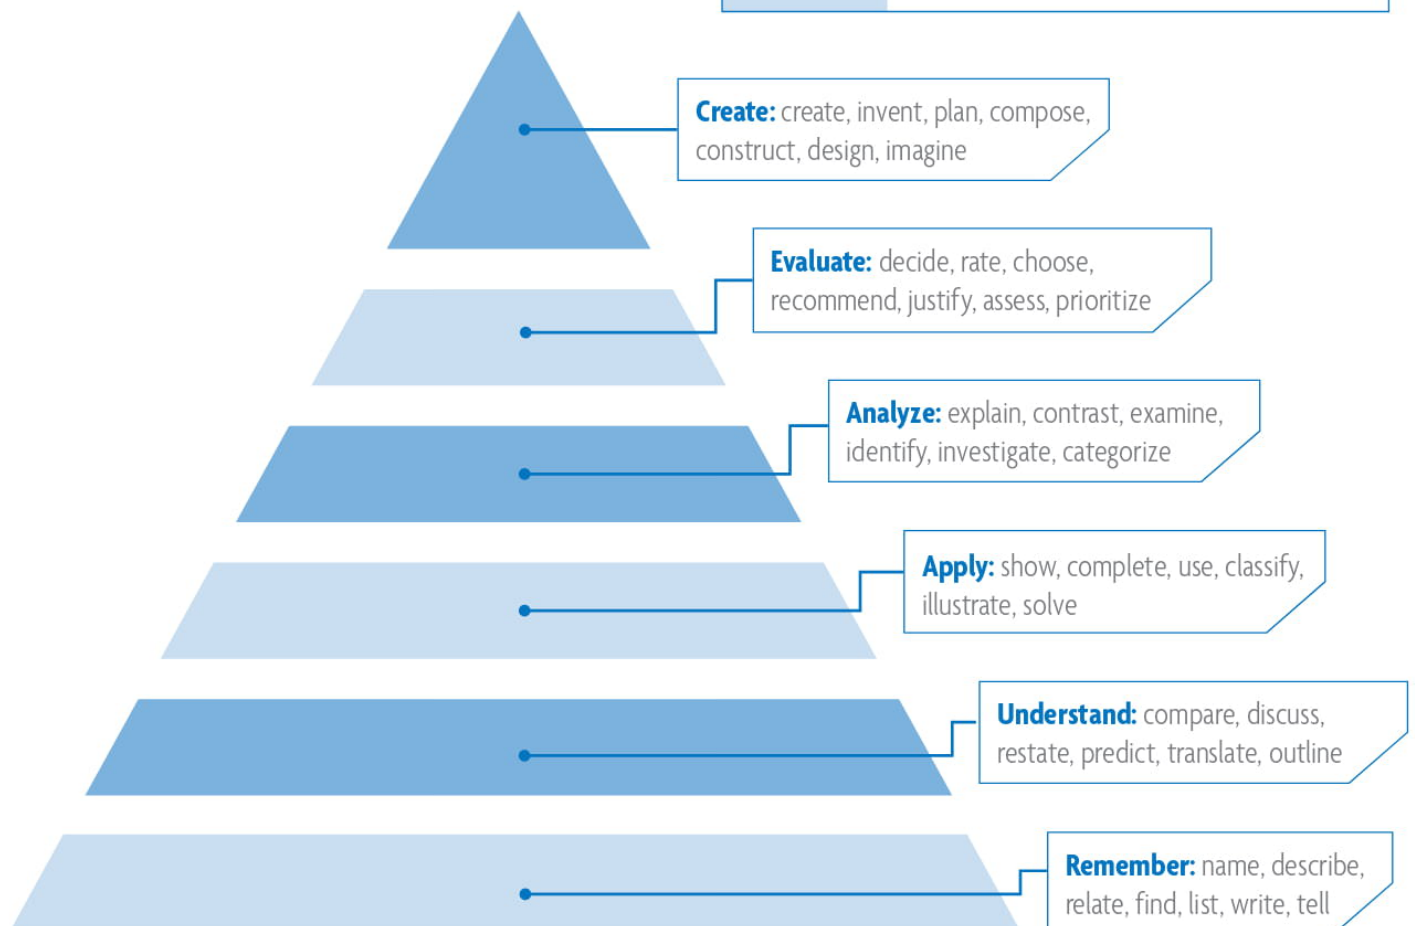 Create: create, invent, plan, compose,
construct, design, imagine
Evaluate: decide, rate, choose,
recommend, justify, assess, prioritize
Analyze: explain, contrast, examine,
identify, investigate, categorize
Apply: show, complete, use, classify,
illustrate, solve
Understand: compare, discuss,
restate, predict, translate, outline
Remember: name, describe,
relate, find, list, write, tell